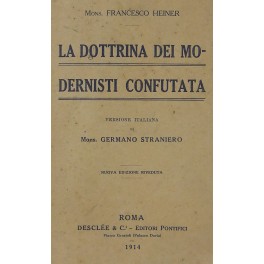 Mons. FRANCESCO HEINER
LA DOTTRINA DEI MO-
DERNISTI CONFUTATA
VERSIONE ITALIANA
DI
Mons. GERMANO STRANIERO
EDIZIONE
ROMA
DESCLÉE & C.i - EDITORI PONTIFICI
1914